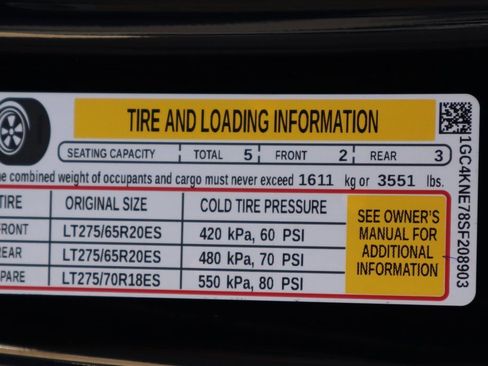 TIRE AND LOADING INFORMATION
SEATING CAPACITY TOTAL 5 FRONT 2 REAR 3
combined weight of occupants and cargo must never exceed 1611 kg or 3551 lbs.
TIRE ORIGINAL SIZE COLD TIRE PRESSURE
FRONT LT275/65R20ES 420 kPa, 60 PSI
REAR LT275/65R20ES 480 kPa, 70 PSI
PARE LT275/70R18ES 550 kPa, 80 PSI
SEE OWNER'S
MANUAL FOR
ADDITIONAL
INFORMATION
1GC4KNE78SF208903